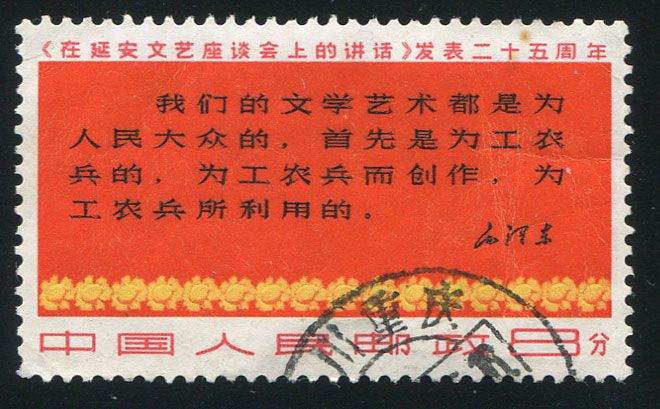 《在延安文艺座谈会上的讲话》发表二十五周年
我们的文学艺术都是为
人民大众的，首先是为工农
兵的，为工农兵而创作，为
工农兵所利用的。
毛泽东
中国人民邮政8分
川重庆